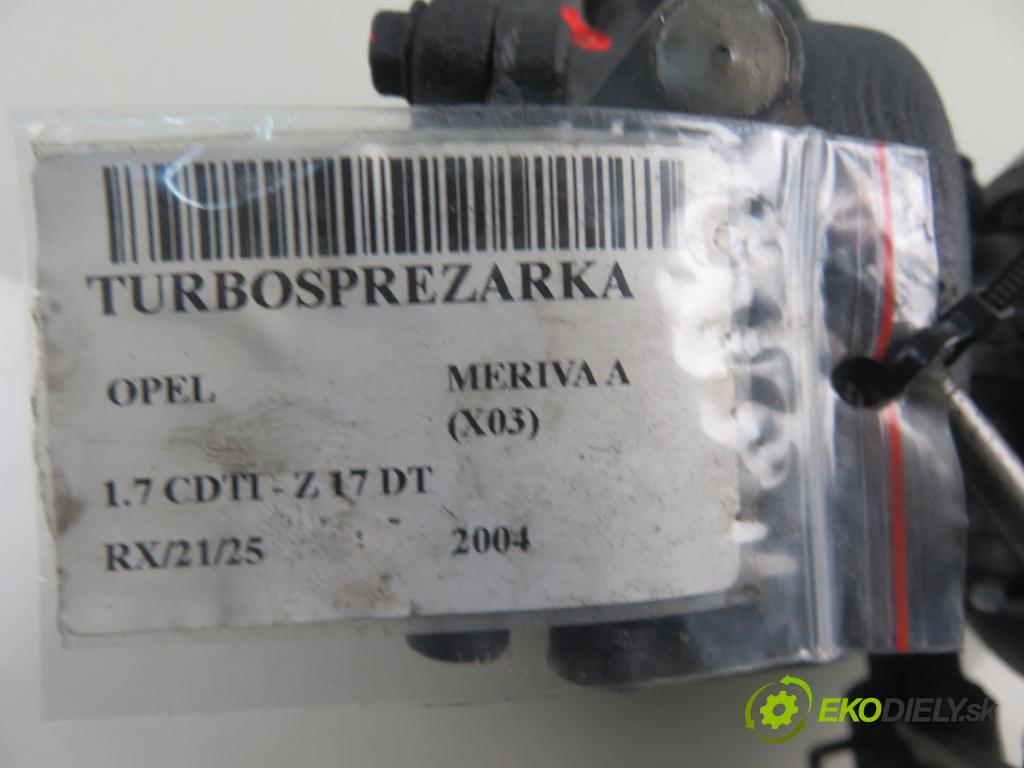 TURBOSPREZARKA
OPEL MERIVA A
(X03)
1.7 CDTI - Z 17 DT
RX/21/25 2004
EKODIELY.sk